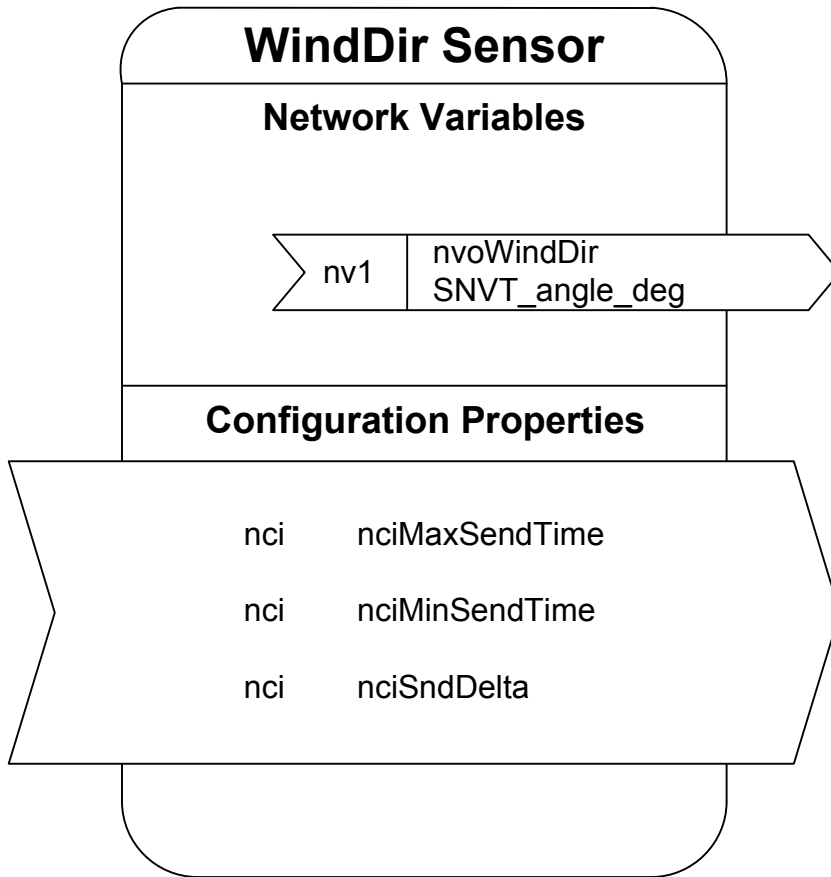 WindDir Sensor
Network Variables
nv1 nvoWindDir
SNVT_angle_deg
Configuration Properties
nci nciMaxSendTime
nci nciMinSendTime
nci nciSndDelta